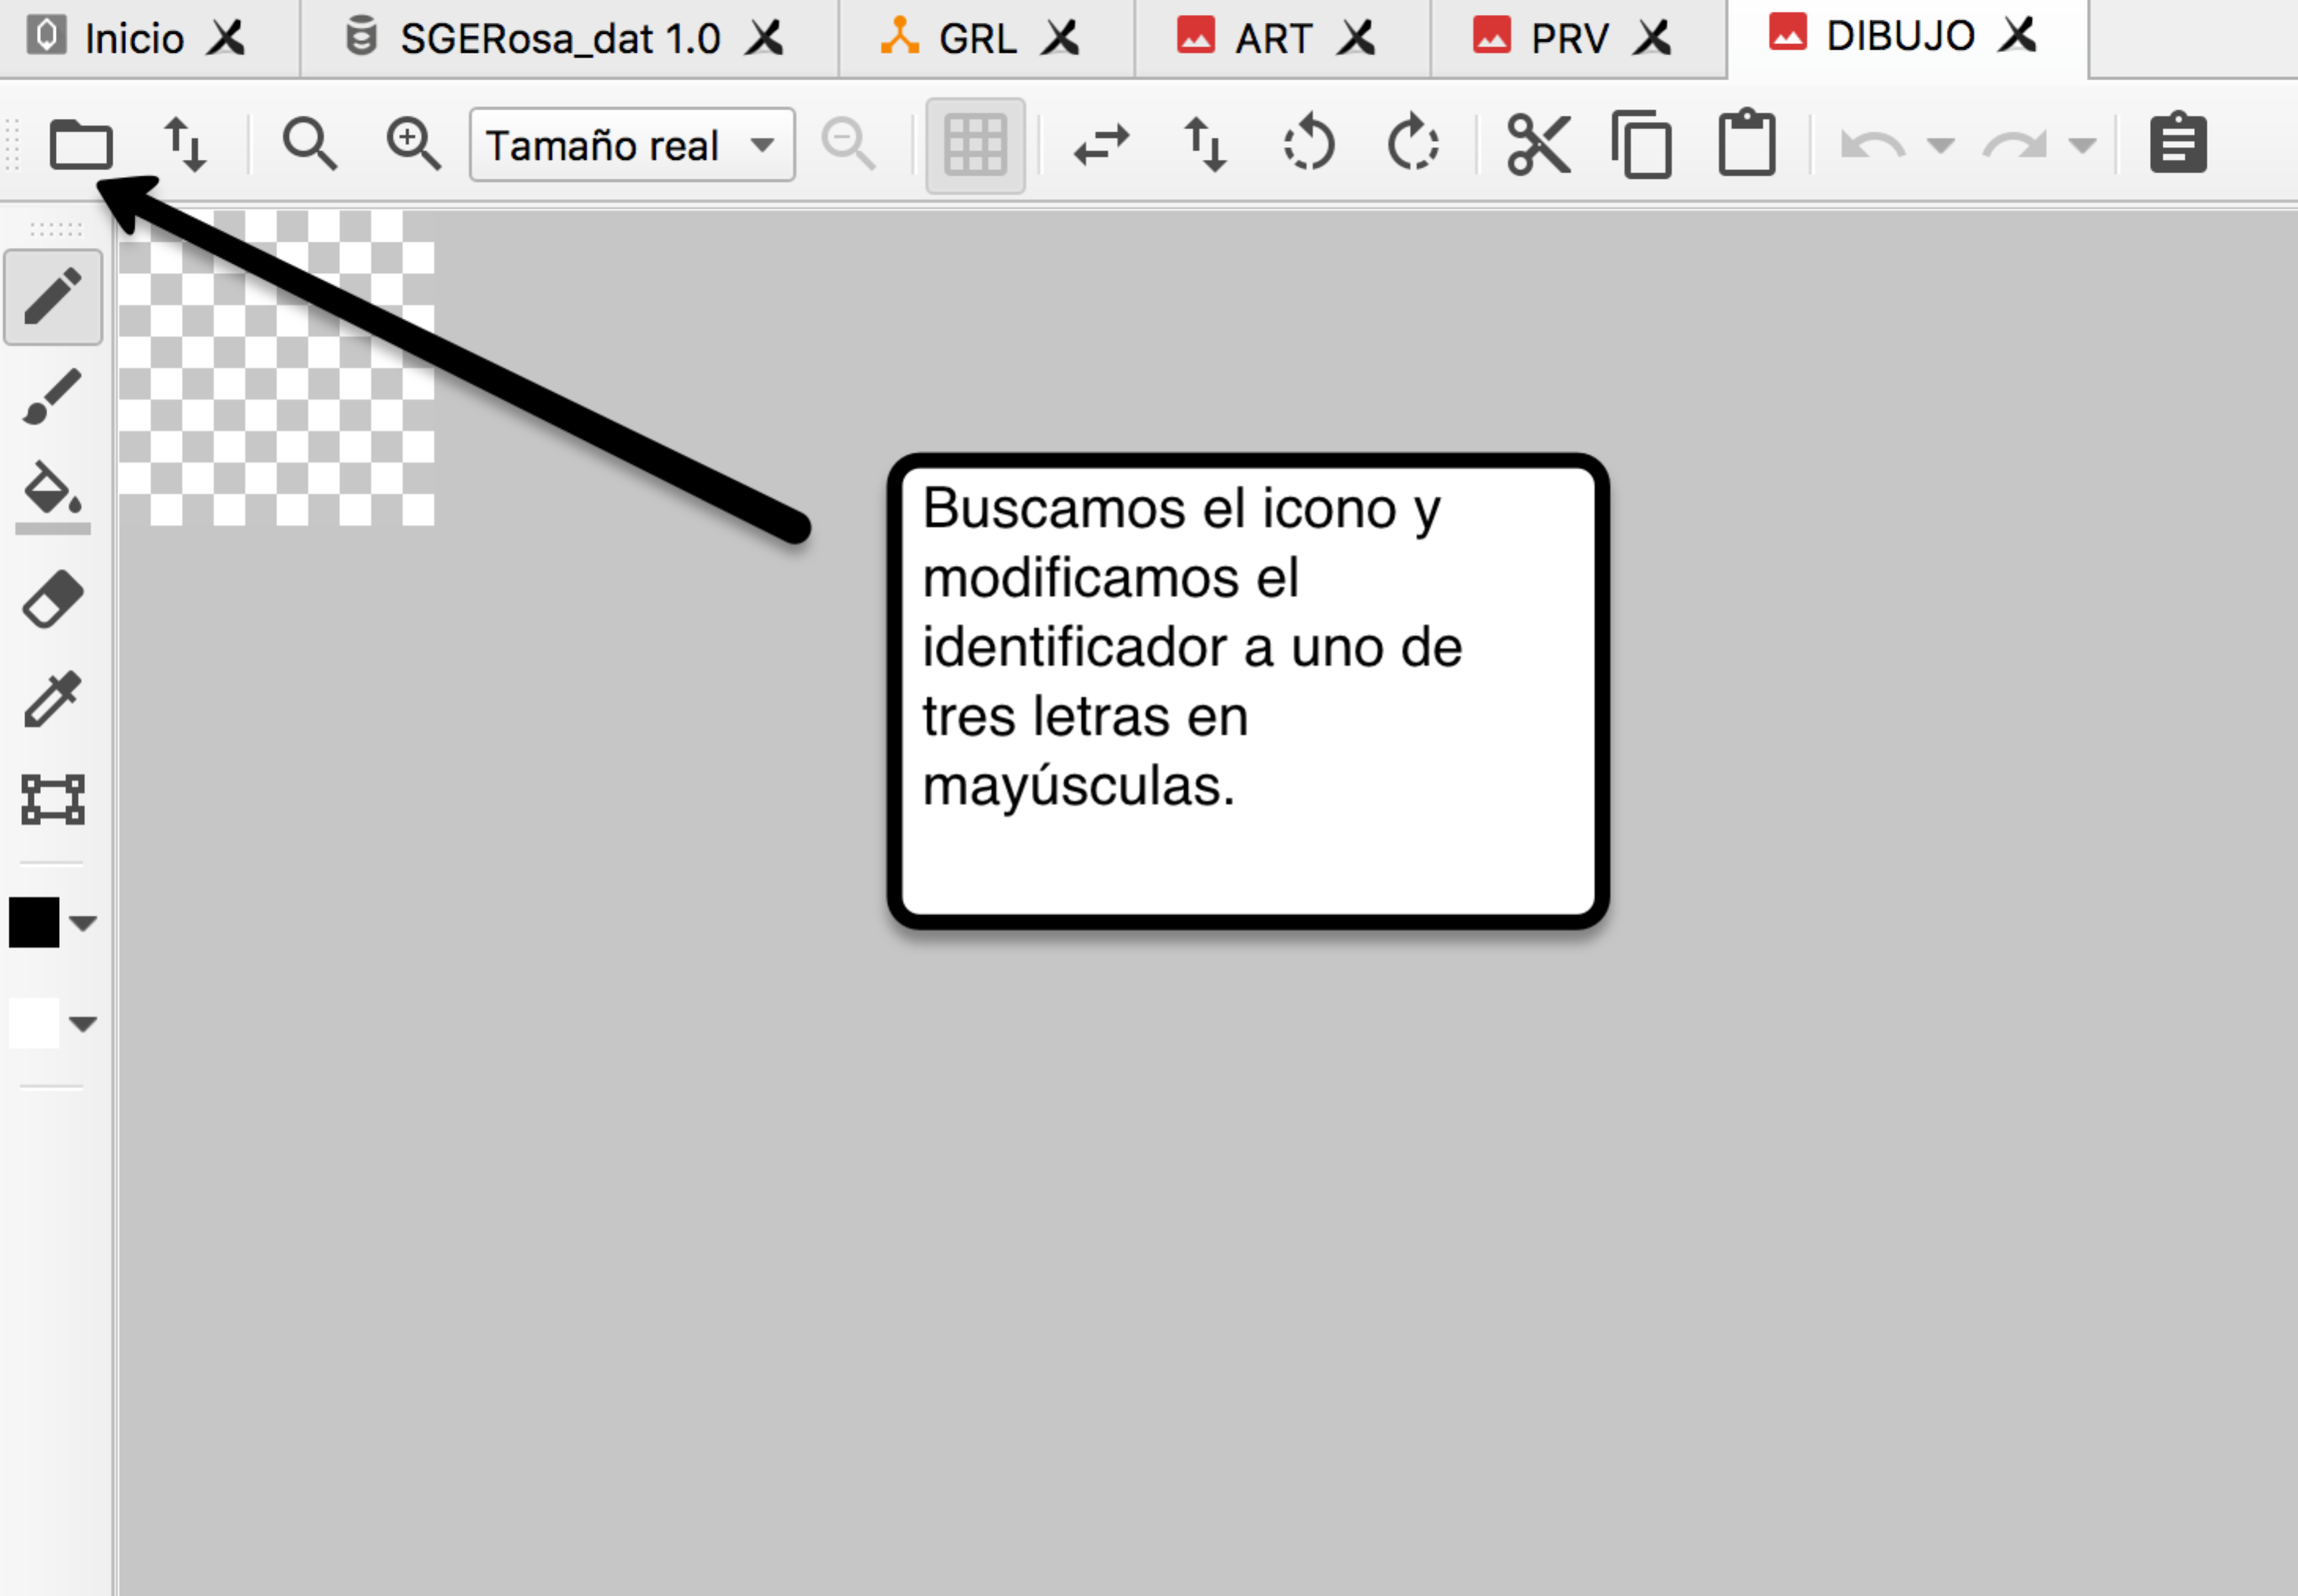 Inicio SGERosa_dat 1.0 GRL ART PRV DIBUJO
Tamaño real
Buscamos el icono y
modificamos el
identificador a uno de
tres letras en
mayúsculas.